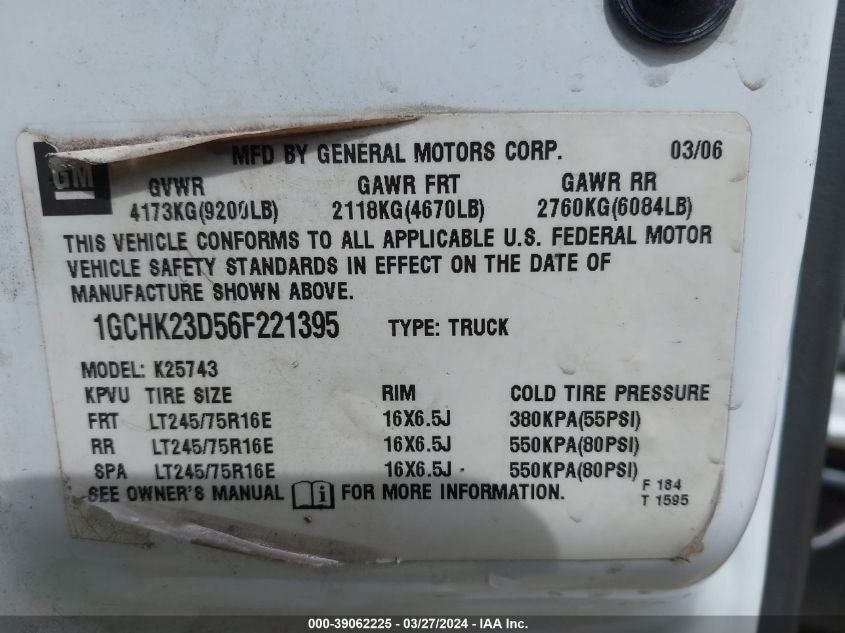 GM
MFD BY GENERAL MOTORS CORP. 03/06
GVWR GAWR FRT GAWR RR
4173KG(9200LB) 2118KG(4670LB) 2760KG(6084LB)
THIS VEHICLE CONFORMS TO ALL APPLICABLE U.S. FEDERAL MOTOR
VEHICLE SAFETY STANDARDS IN EFFECT ON THE DATE OF
MANUFACTURE SHOWN ABOVE.
1GCHK23D56F221395 TYPE: TRUCK
MODEL: K25743
KPVU TIRE SIZE RIM COLD TIRE PRESSURE
FRT LT245/75R16E 16X6.5J 380KPA(55PSI)
RR LT245/75R16E 16X6.5J 550KPA(80PSI)
SPA LT245/75R16E 16X6.5J 550KPA(80PSI)
SEE OWNER'S MANUAL i FOR MORE INFORMATION.
F 184
T 1595
000-39062225 - 03/27/2024 - IAA Inc.